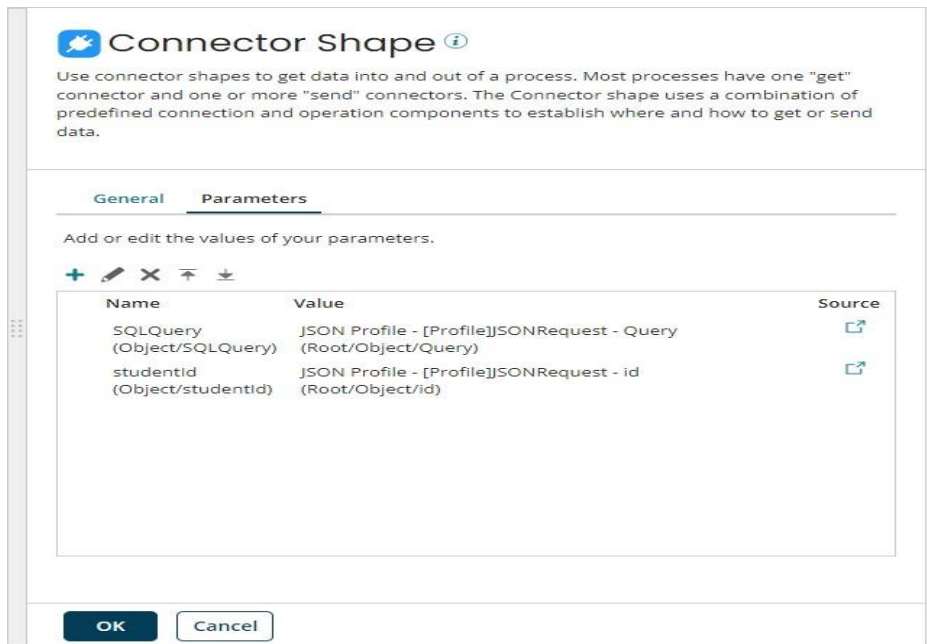 Connector Shape
Use connector shapes to get data into and out of a process. Most processes have one "get"
connector and one or more "send" connectors. The Connector shape uses a combination of
predefined connection and operation components to establish where and how to get or send
data.
General Parameters
Add or edit the values of your parameters.
Name Value Source
SQLQuery JSON Profile - [Profile]JSONRequest - Query
(Object/SQLQuery) (Root/Object/Query)
studentId JSON Profile - [Profile]JSONRequest - id
(Object/studentId) (Root/Object/id)
OK Cancel